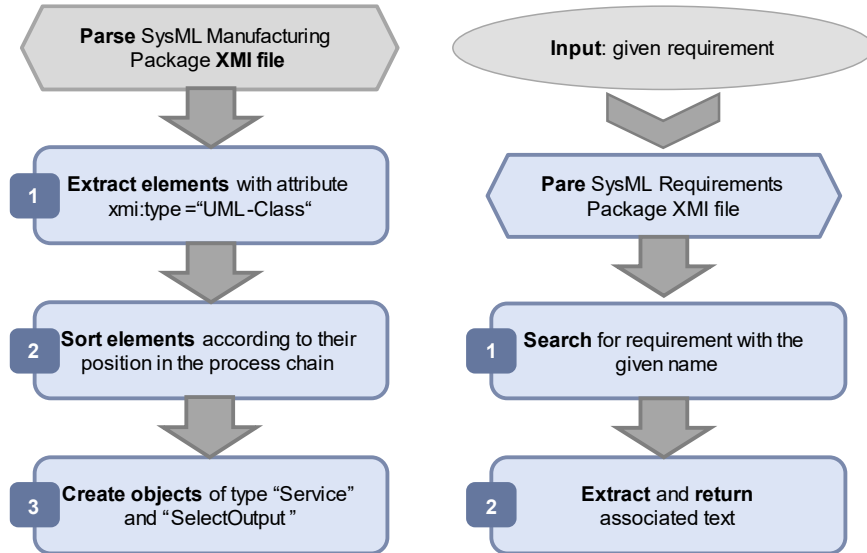 Parse SysML Manufacturing
Package XMI file
1
Extract elements with attribute
xmi:type =“UML-Class“
2
Sort elements according to their
position in the process chain
3
Create objects of type “Service”
and “SelectOutput”
Input: given requirement
Pare SysML Requirements
Package XMI file
1
Search for requirement with the
given name
2
Extract and return
associated text